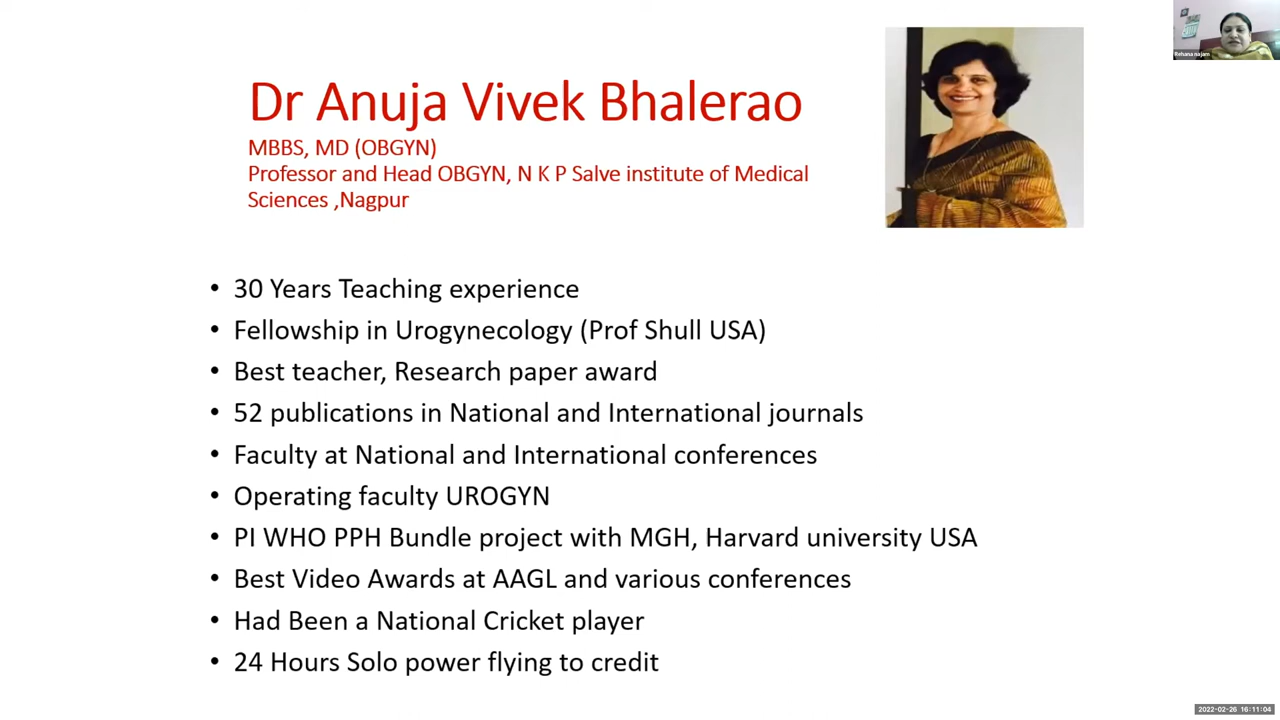 Dr Anuja Vivek Bhalerao
MBBS, MD (OBGYN)
Professor and Head OBGYN, N K P Salve institute of Medical
Sciences ,Nagpur
Rehana najam
• 30 Years Teaching experience
• Fellowship in Urogynecology (Prof Shull USA)
• Best teacher, Research paper award
• 52 publications in National and International journals
• Faculty at National and International conferences
• Operating faculty UROGYN
• PI WHO PPH Bundle project with MGH, Harvard university USA
• Best Video Awards at AAGL and various conferences
• Had Been a National Cricket player
• 24 Hours Solo power flying to credit
2022-02-26 16:11:04